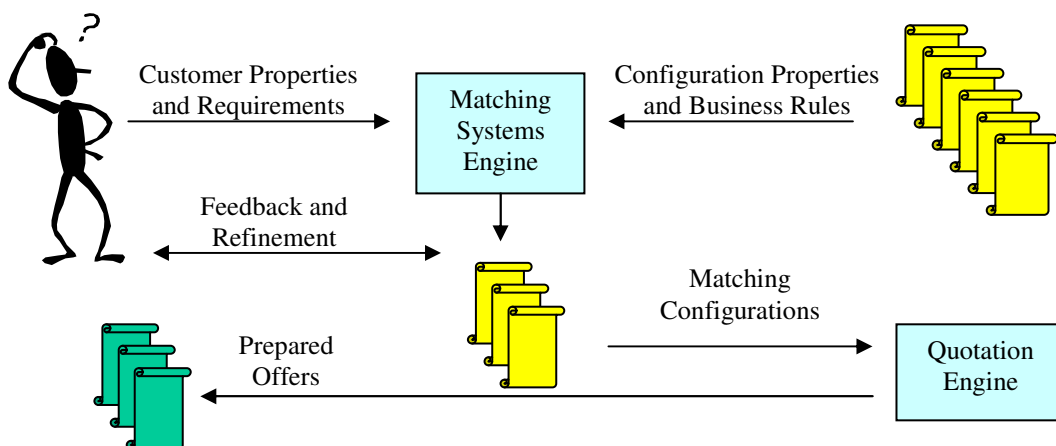 ?
Customer Properties
and Requirements
Matching
Systems
Engine
Configuration Properties
and Business Rules
Feedback and
Refinement
Matching
Configurations
Prepared
Offers
Quotation
Engine